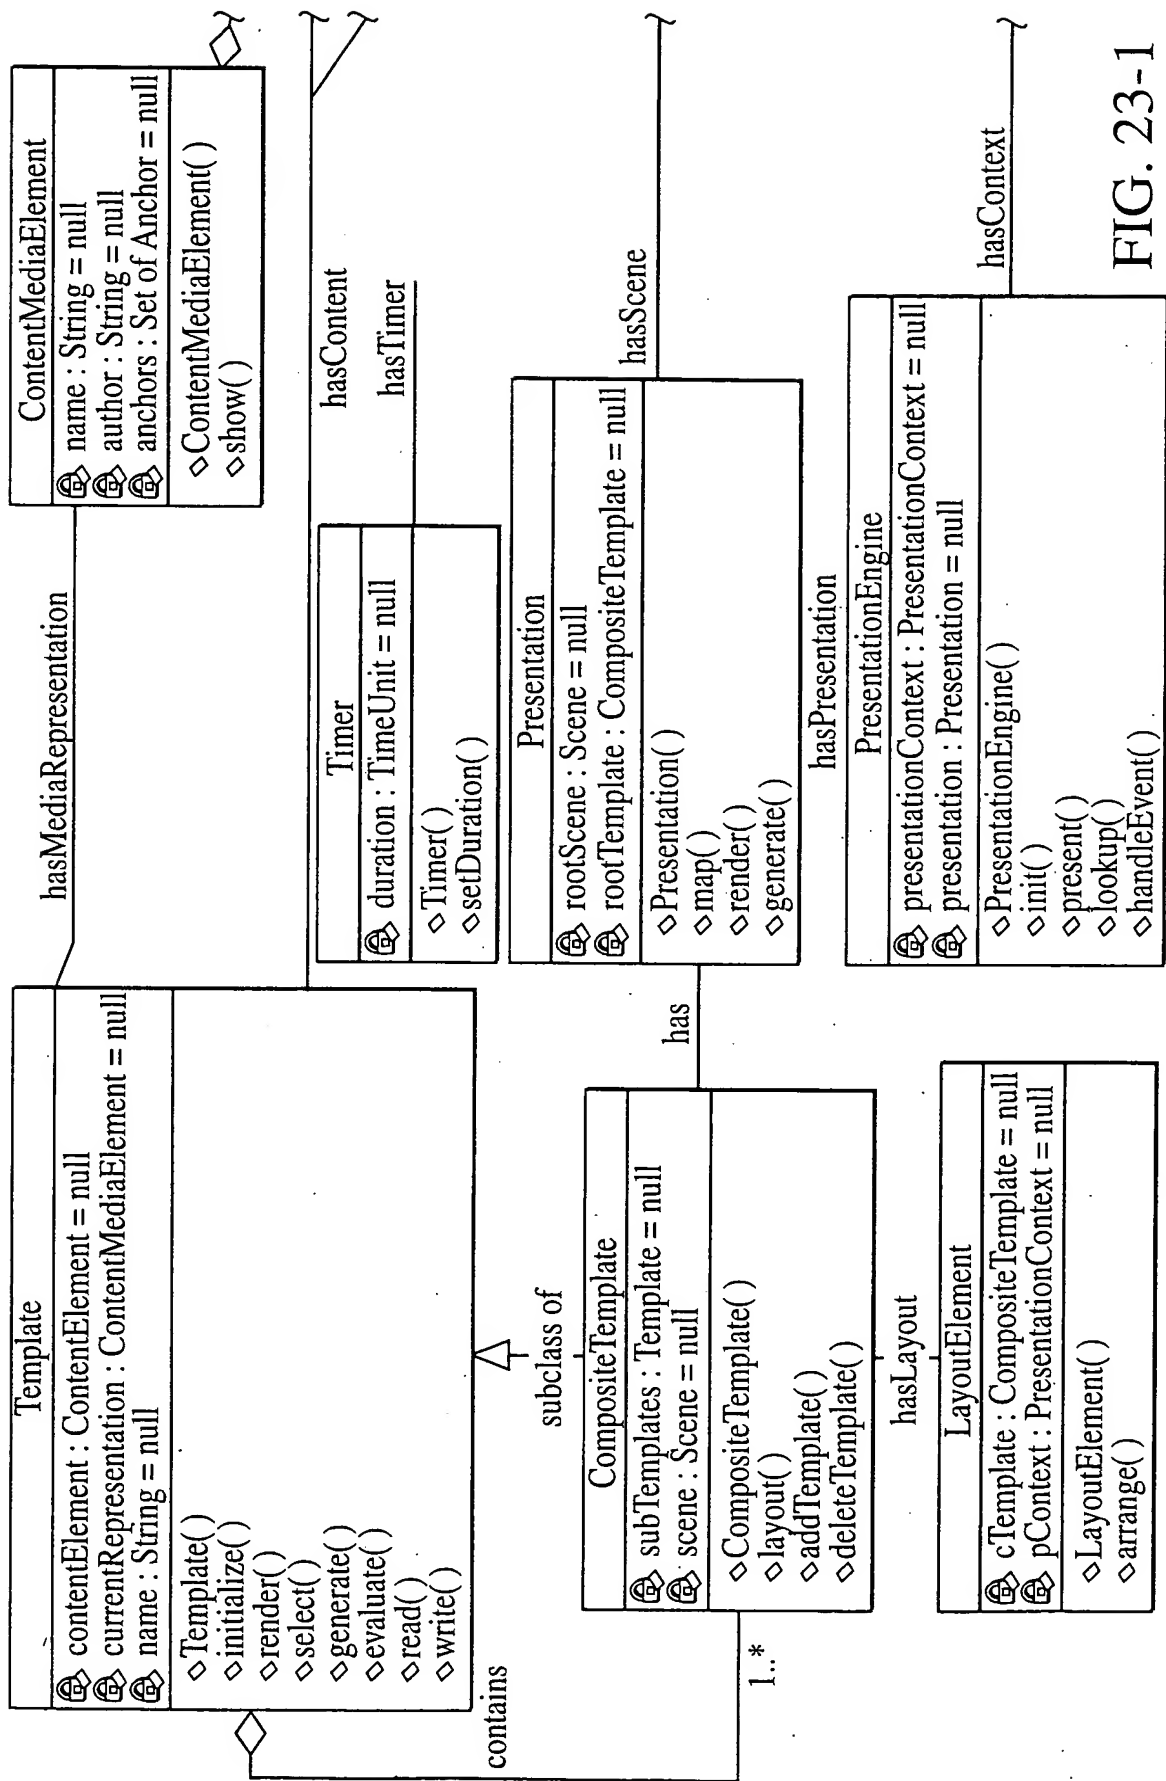 Template
contentElement : ContentElement = null
currentRepresentation : ContentMediaElement = null
name : String = null
Template( )
initialize( )
render( )
select( )
generate( )
evaluate( )
read( )
write( )
hasMediaRepresentation
ContentMediaElement
name : String = null
author : String = null
anchors : Set of Anchor = null
ContentMediaElement( )
show( )
contains
hasContent
hasTimer
Timer
duration : TimeUnit = null
Timer( )
setDuration( )
subclass of
CompositeTemplate
subTemplates : Template = null
scene : Scene = null
CompositeTemplate( )
layout( )
addTemplate( )
deleteTemplate( )
1..*
has
Presentation
rootScene : Scene = null
rootTemplate : CompositeTemplate = null
Presentation( )
map( )
render( )
generate( )
hasScene
hasLayout
hasPresentation
LayoutElement
cTemplate : CompositeTemplate = null
pContext : PresentationContext = null
LayoutElement( )
arrange( )
PresentationEngine
presentationContext : PresentationContext = null
presentation : Presentation = null
PresentationEngine( )
init( )
present( )
lookup( )
handleEvent( )
hasContext
FIG. 23-1